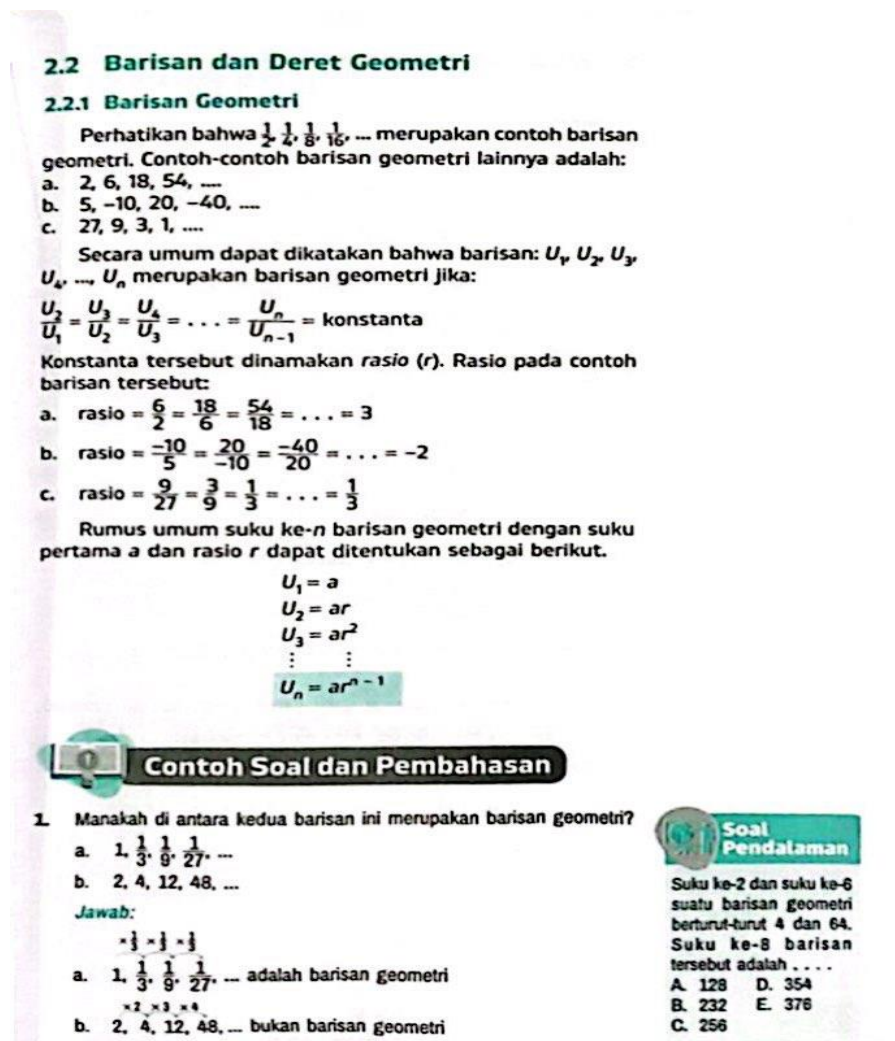 2.2 Barisan dan Deret Geometri
2.2.1 Barisan Geometri
Perhatikan bahwa 1/2, 1/4, 1/8, 1/16, ... merupakan contoh barisan
geometri. Contoh-contoh barisan geometri lainnya adalah:
a. 2, 6, 18, 54, ....
b. 5, −10, 20, −40, ....
c. 27, 9, 3, 1, ....
Secara umum dapat dikatakan bahwa barisan: U₁, U₂, U₃,
U₄, ..., Uₙ merupakan barisan geometri jika:
U₂/U₁ = U₃/U₂ = U₄/U₃ = . . . = Uₙ/Uₙ₋₁ = konstanta
Konstanta tersebut dinamakan rasio (r). Rasio pada contoh
barisan tersebut:
a. rasio = 6/2 = 18/6 = 54/18 = . . . = 3
b. rasio = −10/5 = 20/−10 = −40/20 = . . . = −2
c. rasio = 9/27 = 3/9 = 1/3 = . . . = 1/3
Rumus umum suku ke-n barisan geometri dengan suku
pertama a dan rasio r dapat ditentukan sebagai berikut.
U₁ = a
U₂ = ar
U₃ = ar²
⋮ ⋮
Uₙ = arⁿ⁻¹
Contoh Soal dan Pembahasan
1. Manakah di antara kedua barisan ini merupakan barisan geometri?
a. 1, 1/3, 1/9, 1/27, ...
b. 2, 4, 12, 48, ...
Jawab:
×1/3 ×1/3 ×1/3
a. 1, 1/3, 1/9, 1/27, ... adalah barisan geometri
×2 ×3 ×4
b. 2, 4, 12, 48, ... bukan barisan geometri
Soal
Pendalaman
Suku ke-2 dan suku ke-6
suatu barisan geometri
berturut-turut 4 dan 64.
Suku ke-8 barisan
tersebut adalah . . . .
A. 128 D. 354
B. 232 E. 376
C. 256